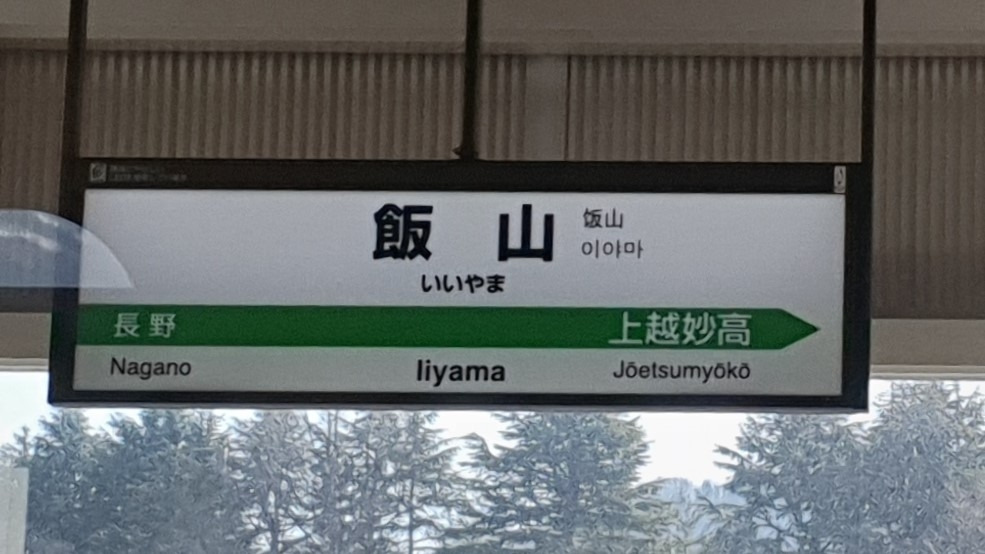 飯山 饭山
이야마
いいやま
長野 上越妙高
Nagano Iiyama Jōetsumyōkō